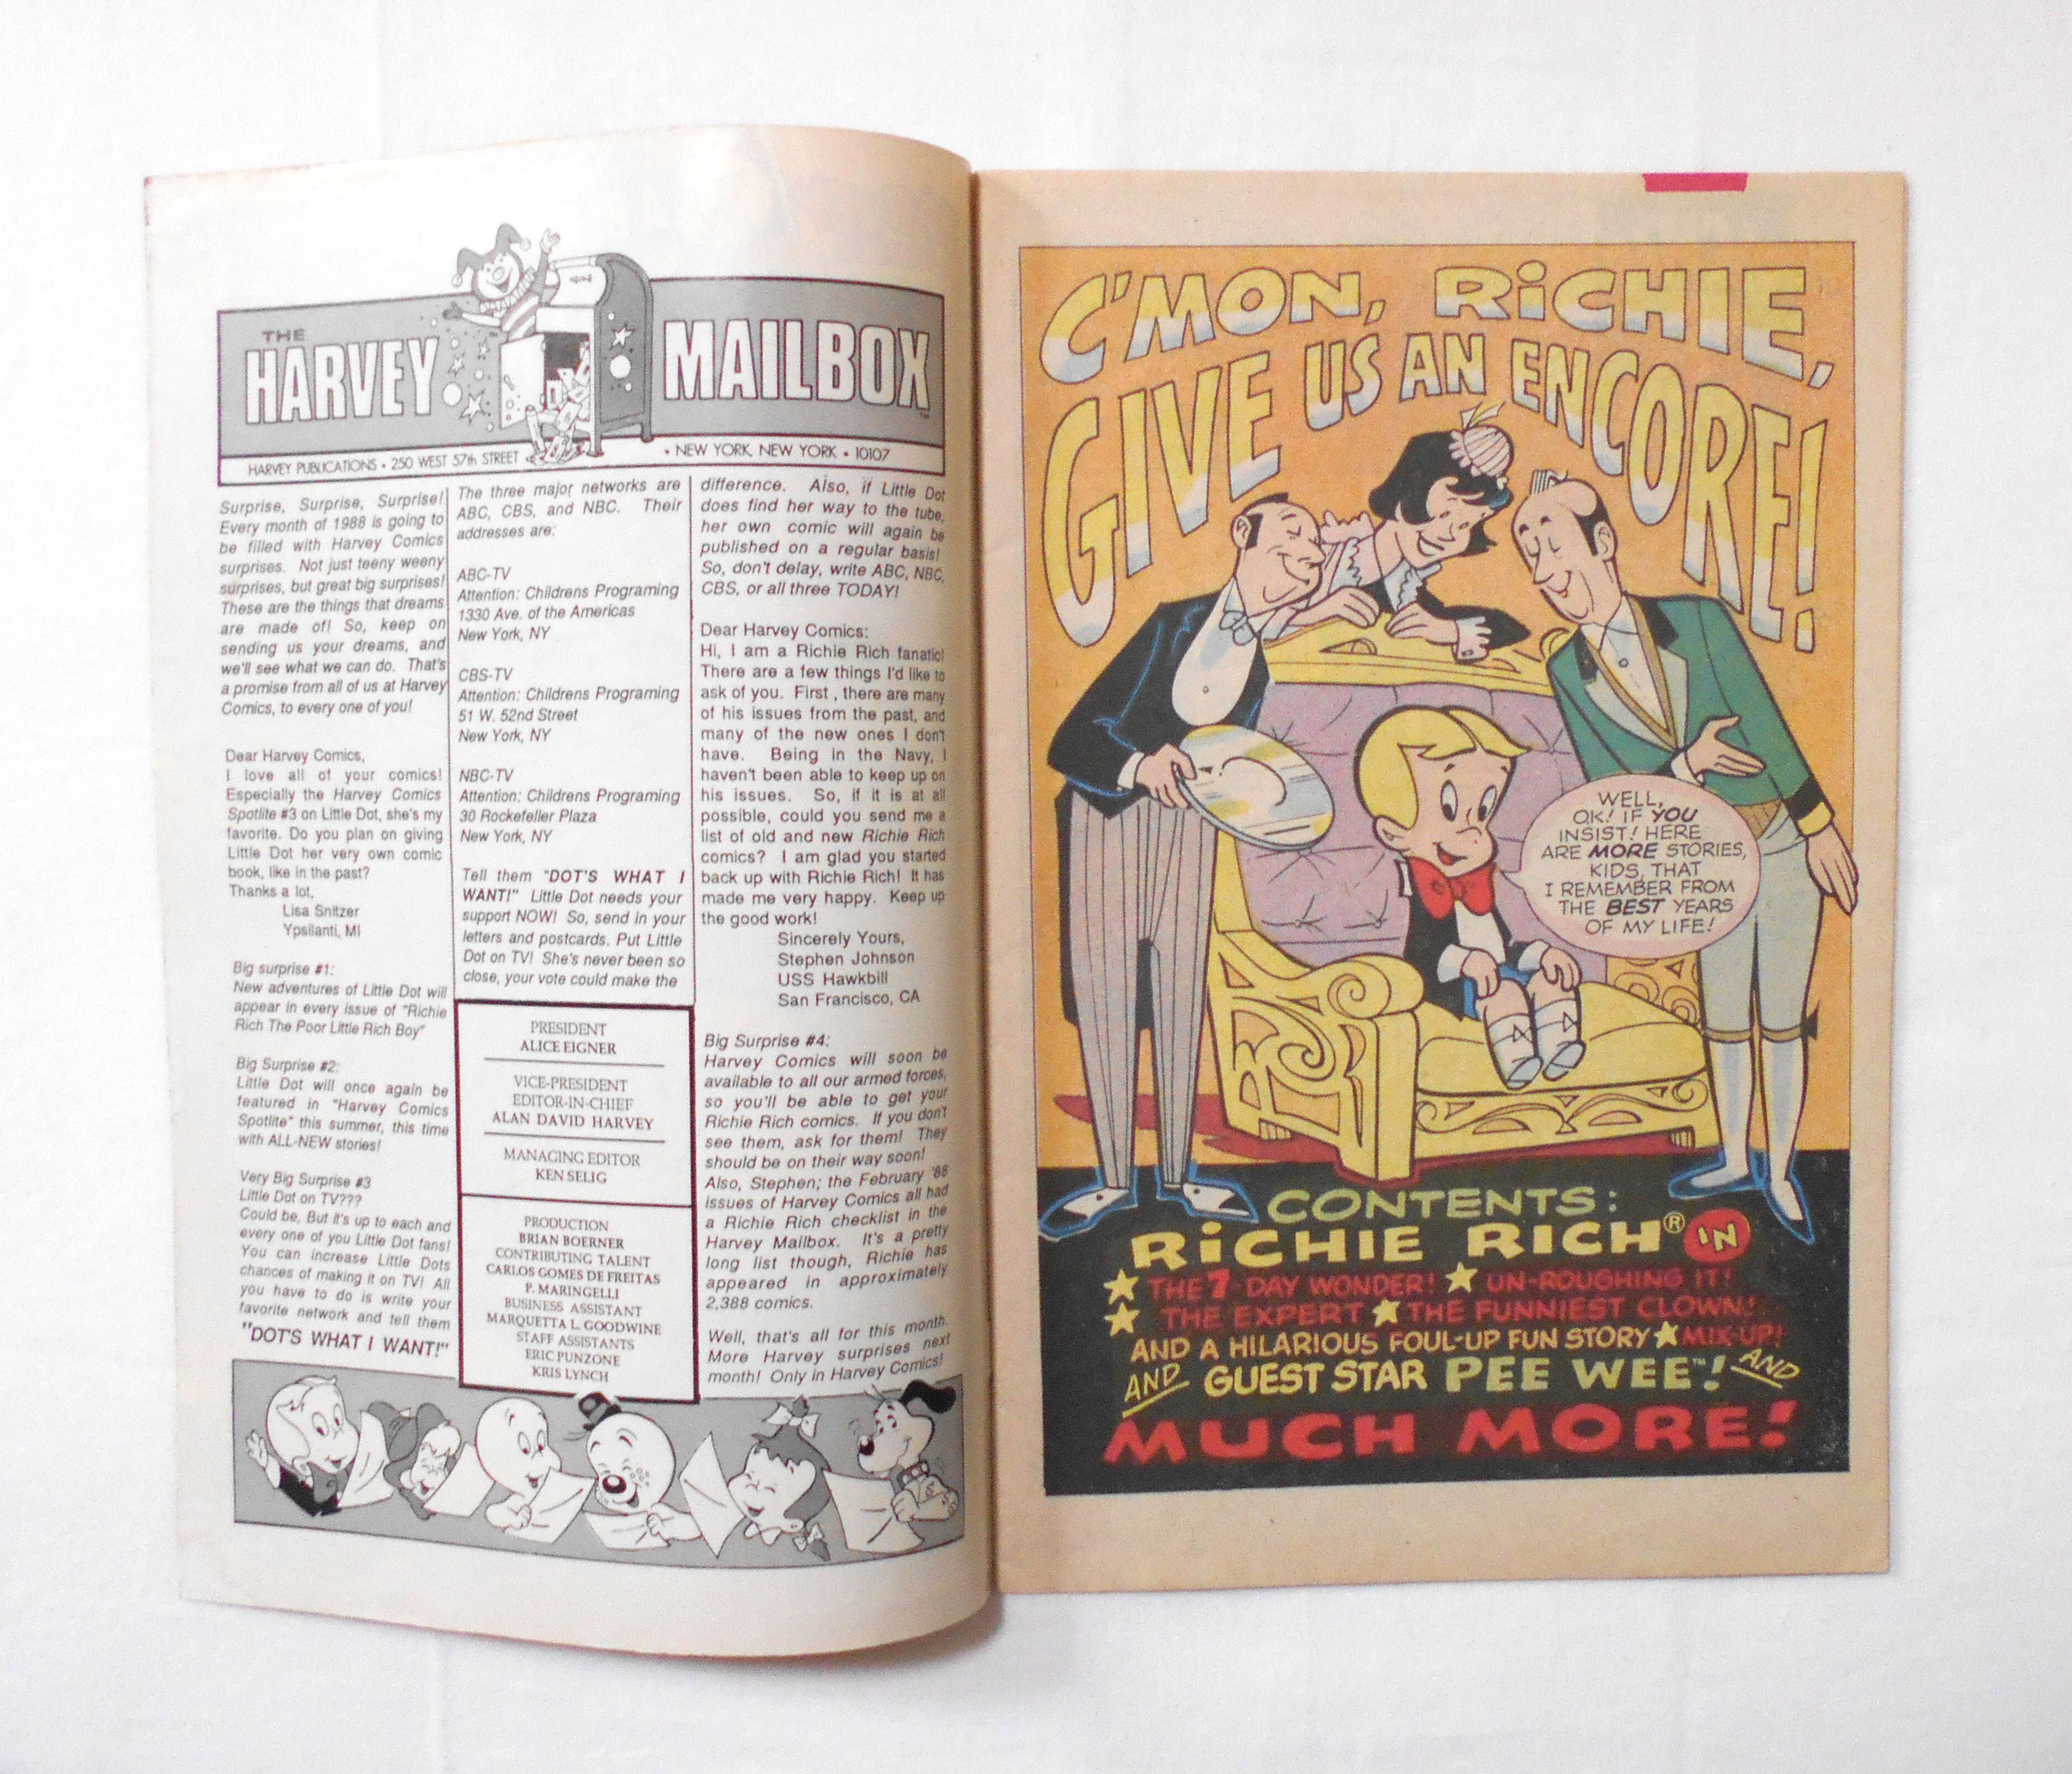 THE
HARVEY MAILBOX™
HARVEY PUBLICATIONS • 250 WEST 57th STREET • NEW YORK, NEW YORK • 10107
Surprise, Surprise, Surprise!
Every month of 1988 is going to
be filled with Harvey Comics
surprises. Not just teeny weeny
surprises, but great big surprises!
These are the things that dreams
are made of! So, keep on
sending us your dreams, and
we'll see what we can do. That's
a promise from all of us at Harvey
Comics, to every one of you!
Dear Harvey Comics,
I love all of your comics!
Especially the Harvey Comics
Spotlite #3 on Little Dot, she's my
favorite. Do you plan on giving
Little Dot her very own comic
book, like in the past?
Thanks a lot,
Lisa Snitzer
Ypsilanti, MI
Big surprise #1:
New adventures of Little Dot will
appear in every issue of "Richie
Rich The Poor Little Rich Boy"
Big Surprise #2:
Little Dot will once again be
featured in "Harvey Comics
Spotlite" this summer, this time
with ALL-NEW stories!
Very Big Surprise #3
Little Dot on TV???
Could be, But it's up to each and
every one of you Little Dot fans!
You can increase Little Dots
chances of making it on TV! All
you have to do is write your
favorite network and tell them
"DOT'S WHAT I WANT!"
The three major networks are
ABC, CBS, and NBC. Their
addresses are:
ABC-TV
Attention: Childrens Programing
1330 Ave. of the Americas
New York, NY
CBS-TV
Attention: Childrens Programing
51 W. 52nd Street
New York, NY
NBC-TV
Attention: Childrens Programing
30 Rockefeller Plaza
New York, NY
Tell them "DOT'S WHAT I
WANT!" Little Dot needs your
support NOW! So, send in your
letters and postcards. Put Little
Dot on TV! She's never been so
close, your vote could make the
PRESIDENT
ALICE EIGNER
VICE-PRESIDENT
EDITOR-IN-CHIEF
ALAN DAVID HARVEY
MANAGING EDITOR
KEN SELIG
PRODUCTION
BRIAN BOERNER
CONTRIBUTING TALENT
CARLOS GOMES DE FREITAS
P. MARINGELLI
BUSINESS ASSISTANT
MARQUETTA L. GOODWINE
STAFF ASSISTANTS
ERIC PUNZONE
KRIS LYNCH
difference. Also, if Little Dot
does find her way to the tube,
her own comic will again be
published on a regular basis!
So, don't delay, write ABC, NBC,
CBS, or all three TODAY!
Dear Harvey Comics:
Hi, I am a Richie Rich fanatic!
There are a few things I'd like to
ask of you. First , there are many
of his issues from the past, and
many of the new ones I don't
have. Being in the Navy, I
haven't been able to keep up on
his issues. So, if it is at all
possible, could you send me a
list of old and new Richie Rich
comics? I am glad you started
back up with Richie Rich! It has
made me very happy. Keep up
the good work!
Sincerely Yours,
Stephen Johnson
USS Hawkbill
San Francisco, CA
Big Surprise #4:
Harvey Comics will soon be
available to all our armed forces,
so you'll be able to get your
Richie Rich comics. If you don't
see them, ask for them! They
should be on their way soon!
Also, Stephen; the February '88
issues of Harvey Comics all had
a Richie Rich checklist in the
Harvey Mailbox. It's a pretty
long list though, Richie has
appeared in approximately
2,388 comics.
Well, that's all for this month.
More Harvey surprises next
month! Only in Harvey Comics!
C'MON, RiCHIE,
GIVE US AN ENCORE!
WELL,
O.K! IF YOU
INSIST! HERE
ARE MORE STORIES,
KIDS, THAT
I REMEMBER FROM
THE BEST YEARS
OF MY LIFE!
CONTENTS:
RiCHIE RICH® IN
★ THE 7-DAY WONDER! ★ UN-ROUGHING IT!
★ THE EXPERT ★ THE FUNNIEST CLOWN!
AND A HILARIOUS FOUL-UP FUN STORY ★ MIX-UP!
AND GUEST STAR PEE WEE™! AND
MUCH MORE!